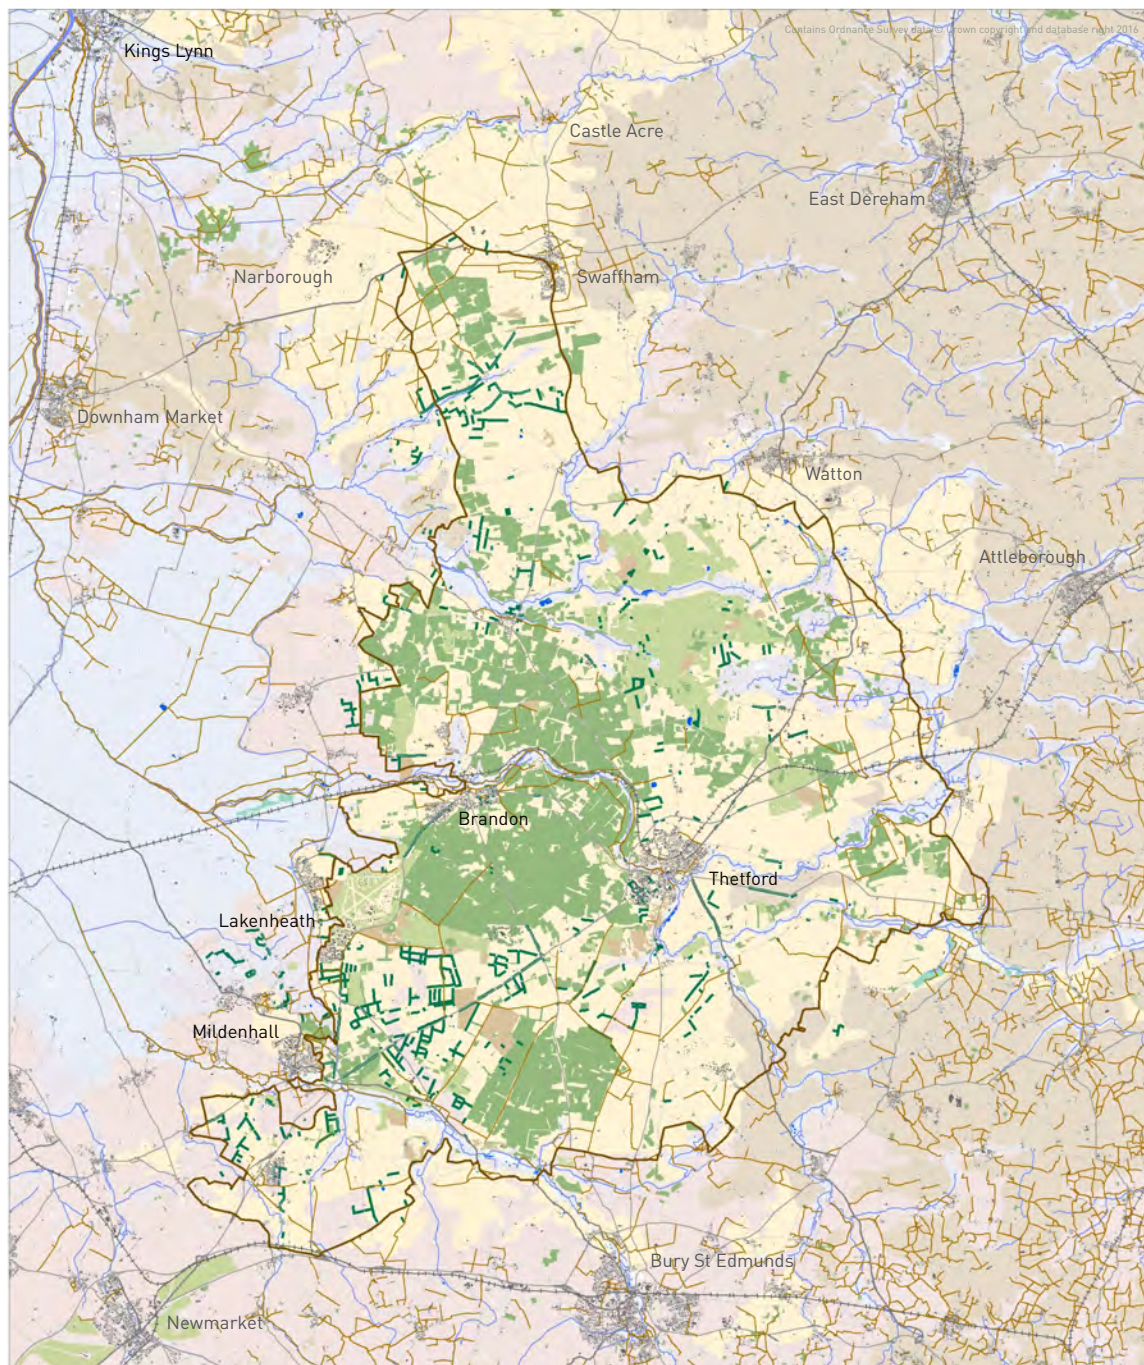 Contains Ordnance Survey data © Crown copyright and database right 2016
Kings Lynn
Castle Acre
East Dereham
Narborough
Swaffham
Downham Market
Watton
Attleborough
Brandon
Thetford
Lakenheath
Mildenhall
Bury St Edmunds
Newmarket